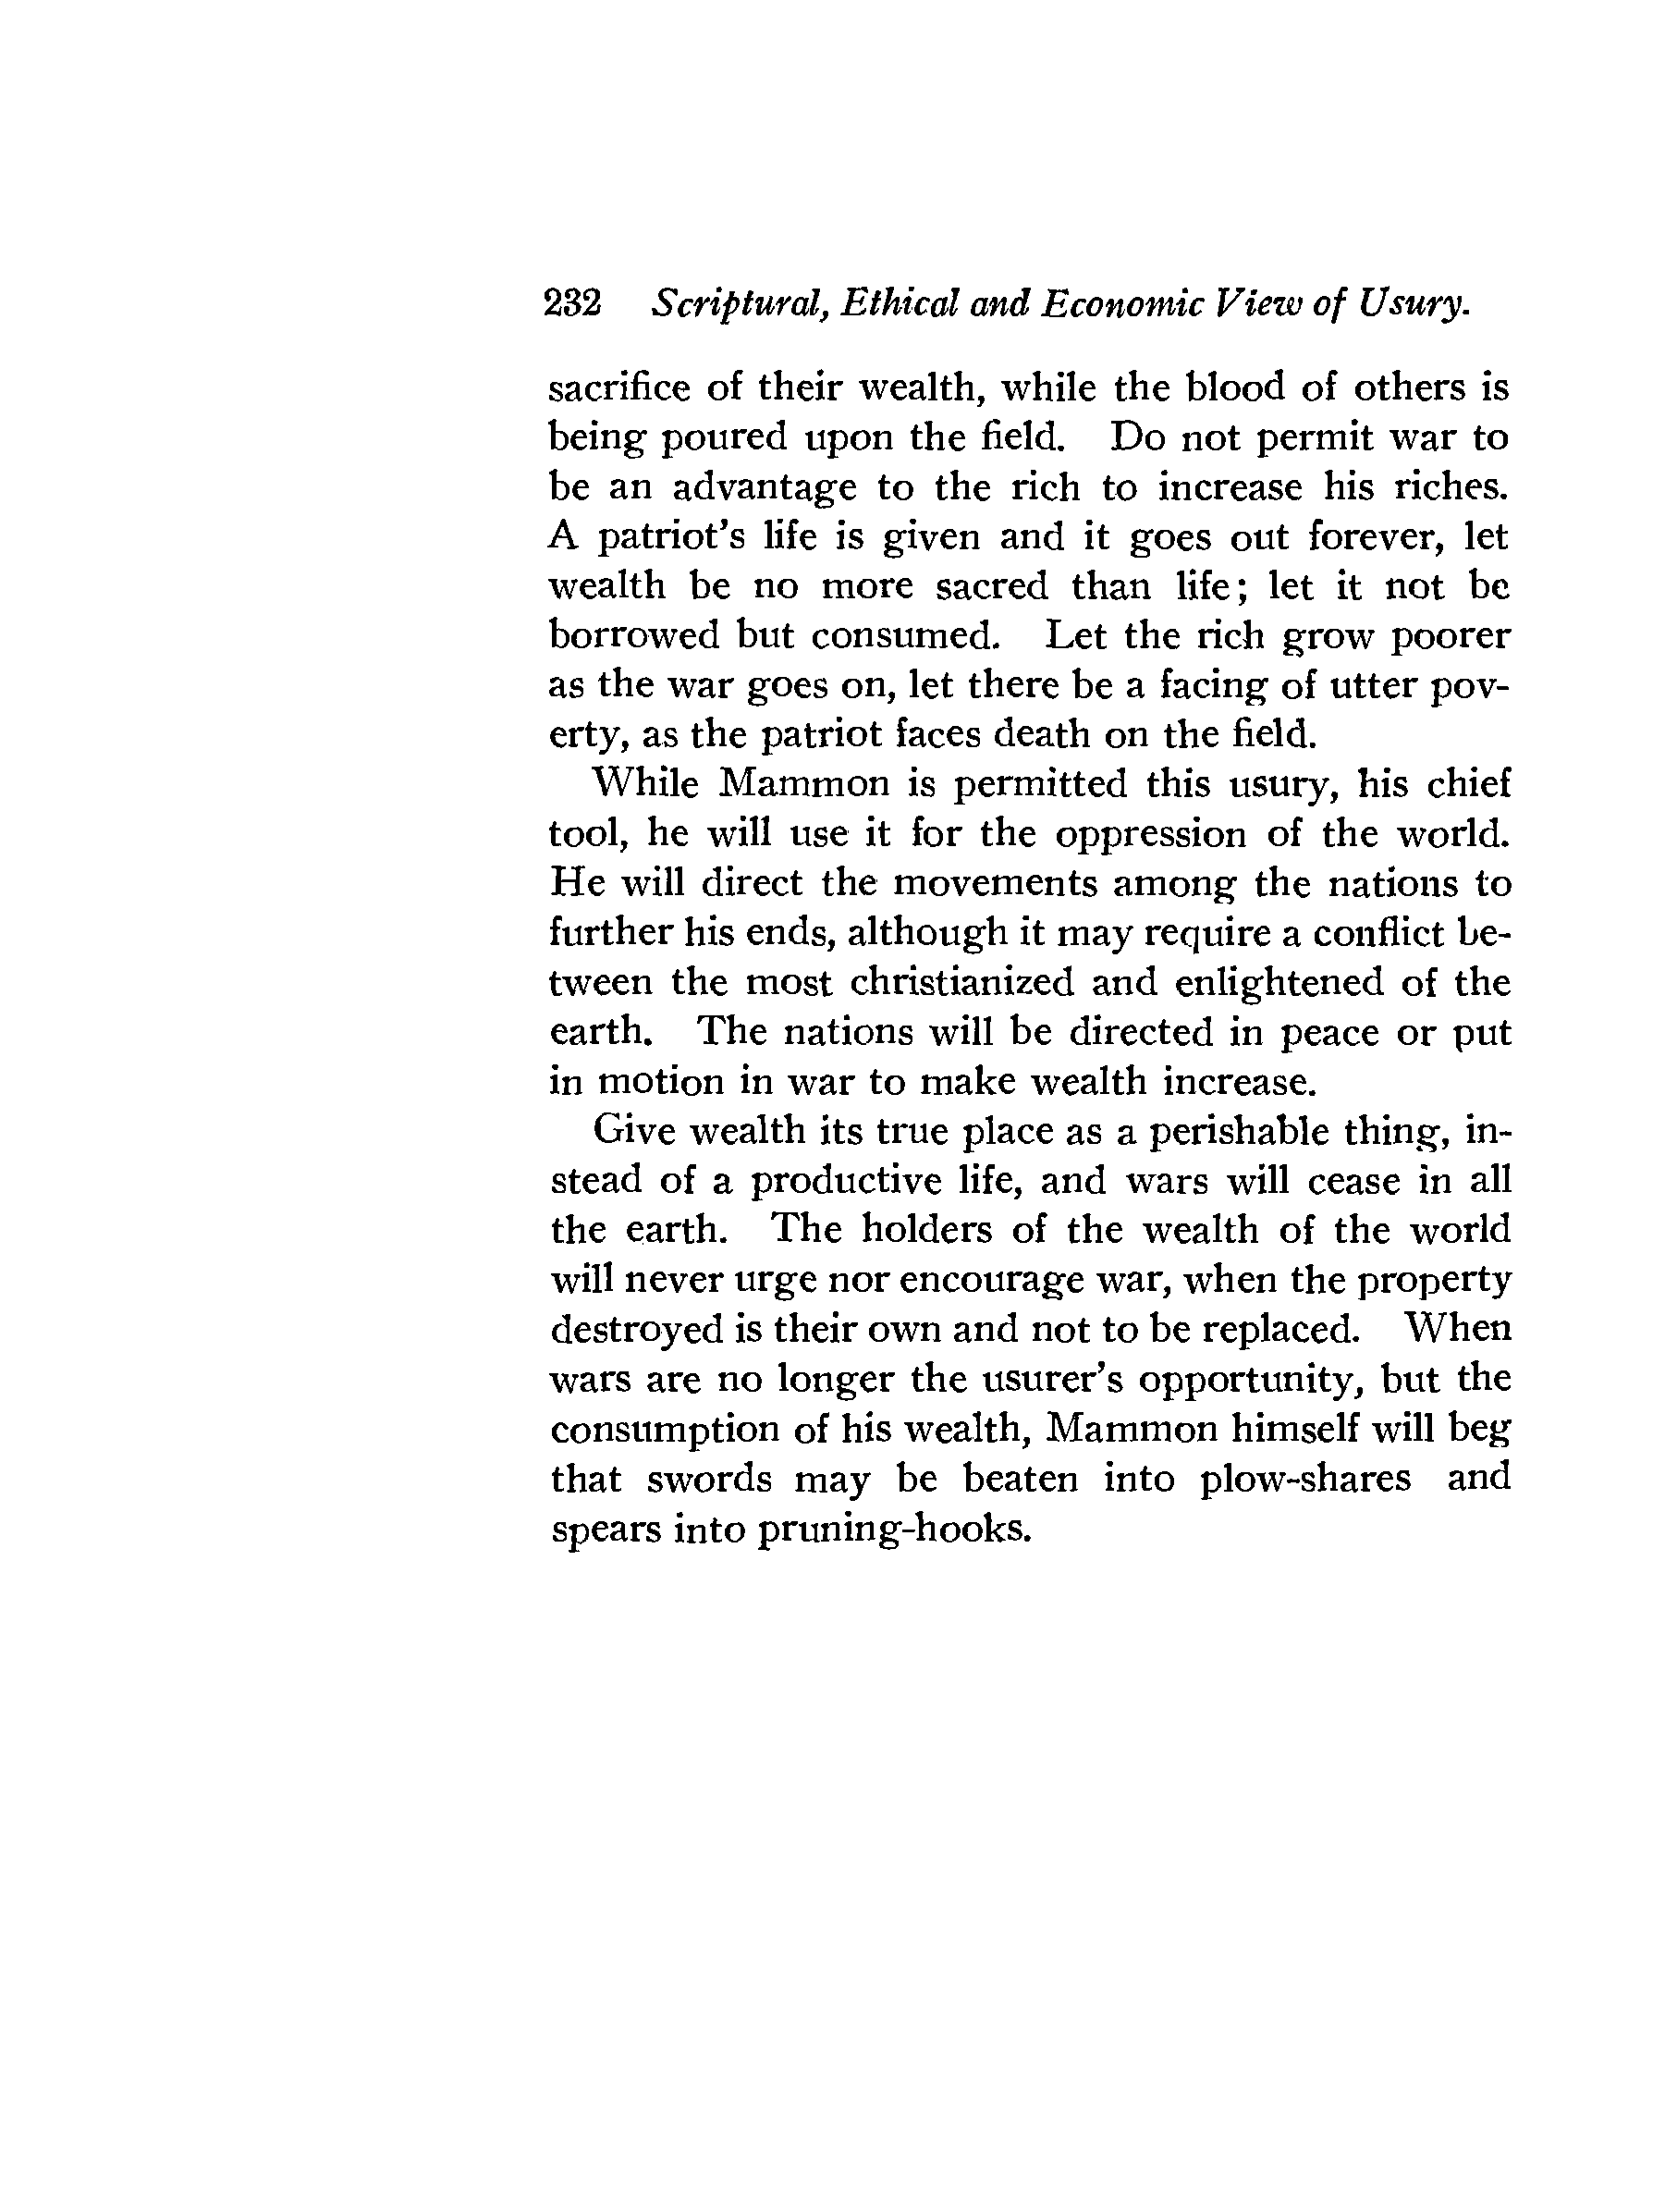 232 Scriptural, Ethical and Economic View of Usury.
sacrifice of their wealth, while the blood of others is
being poured upon the field. Do not permit war to
be an advantage to the rich to increase his riches.
A patriot's life is given and it goes out forever, let
wealth be no more sacred than life; let it not be
borrowed but consumed. Let the rich grow poorer
as the war goes on, let there be a facing of utter pov-
erty, as the patriot faces death on the field.
While Mammon is permitted this usury, his chief
tool, he will use it for the oppression of the world.
He will direct the movements among the nations to
further his ends, although it may require a conflict be-
tween the most christianized and enlightened of the
earth. The nations will be directed in peace or put
in motion in war to make wealth increase.
Give wealth its true place as a perishable thing, in-
stead of a productive life, and wars will cease in all
the earth. The holders of the wealth of the world
will never urge nor encourage war, when the property
destroyed is their own and not to be replaced. When
wars are no longer the usurer's opportunity, but the
consumption of his wealth, Mammon himself will beg
that swords may be beaten into plow-shares and
spears into pruning-hooks.